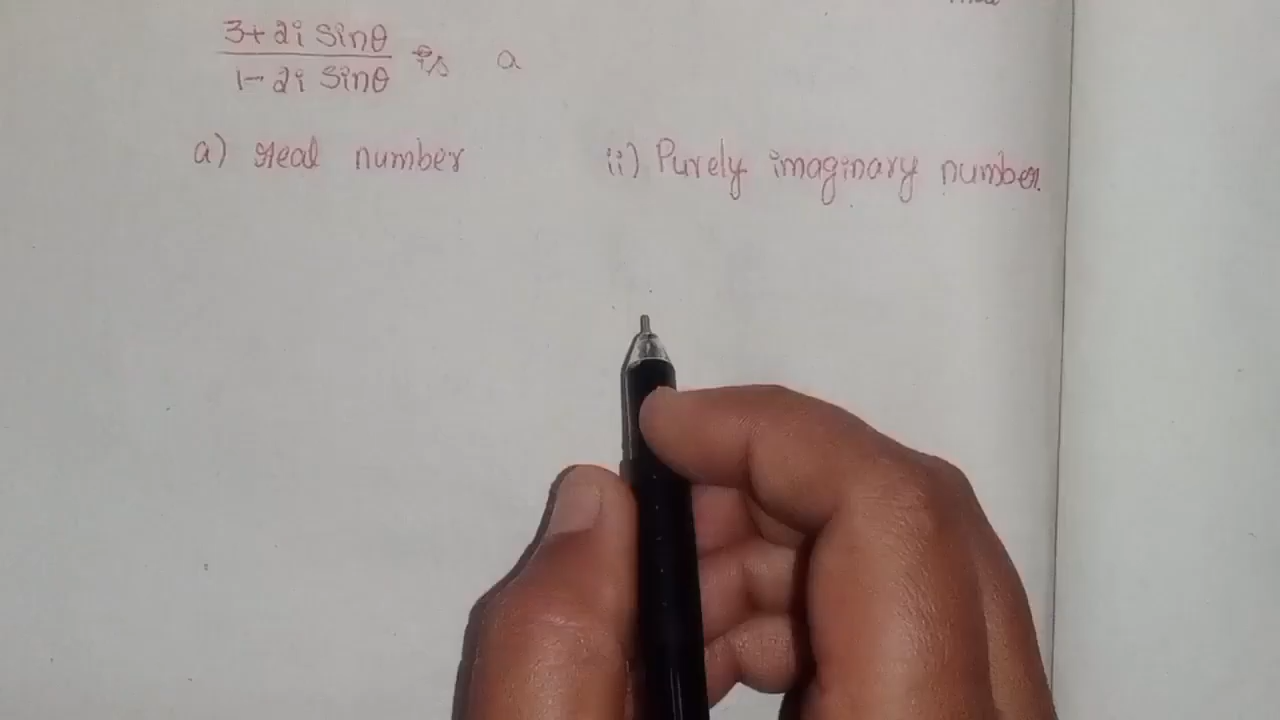 3+2i Sinθ
1-2i Sinθ is a
a) real number ii) Purely imaginary number.